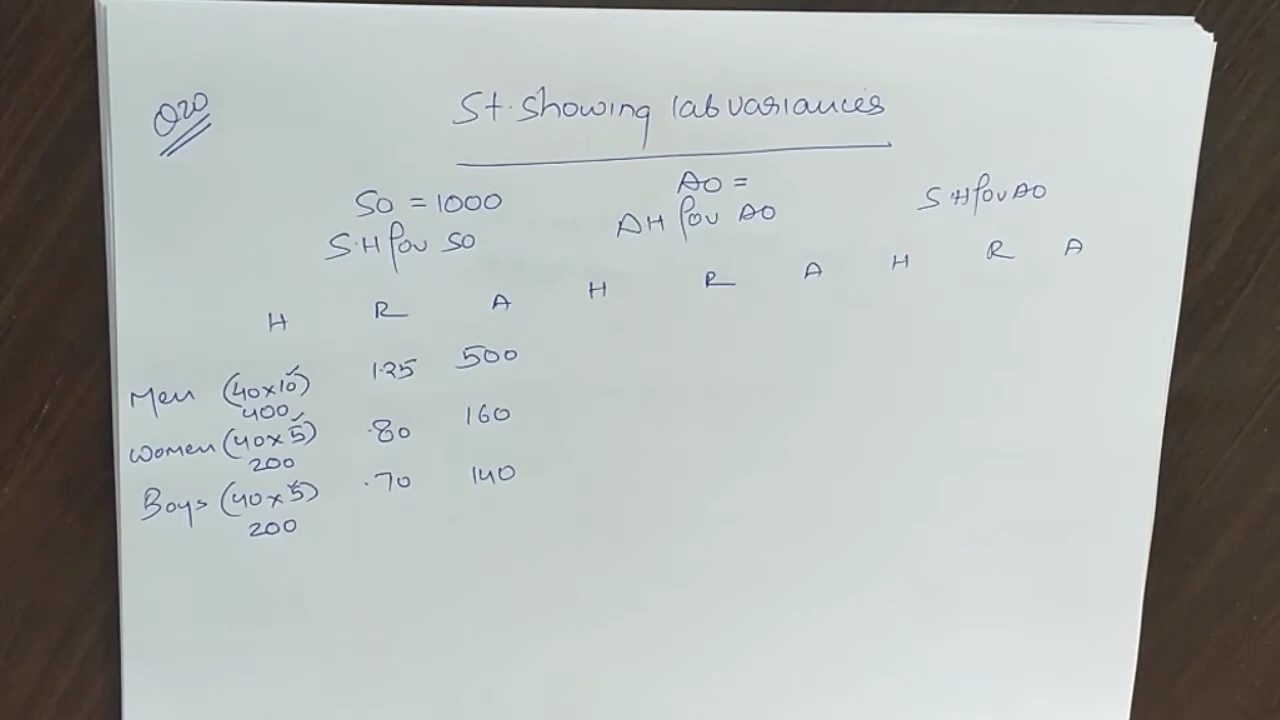 Q20
St. Showing lab variances
SO = 1000
AO =
S.H for SO
AH for AO
S H for AO
H R A H R A H R A
Men (40x10) 1.25 500
400
Women (40x5) .80 160
200
Boys (40x5) .70 140
200